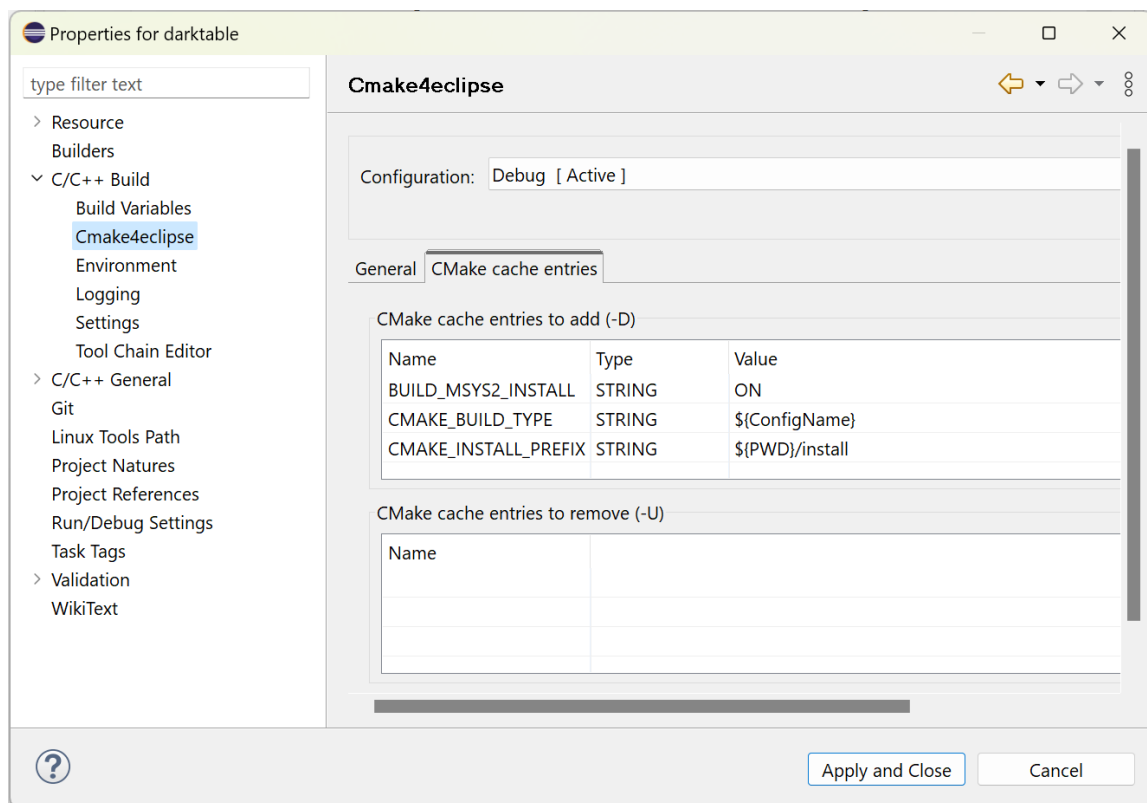 Properties for darktable
type filter text
Resource
Builders
C/C++ Build
Build Variables
Cmake4eclipse
Environment
Logging
Settings
Tool Chain Editor
C/C++ General
Git
Linux Tools Path
Project Natures
Project References
Run/Debug Settings
Task Tags
Validation
WikiText
Cmake4eclipse
Configuration: Debug [ Active ]
General CMake cache entries
CMake cache entries to add (-D)
Name Type Value
BUILD_MSYS2_INSTALL STRING ON
CMAKE_BUILD_TYPE STRING ${ConfigName}
CMAKE_INSTALL_PREFIX STRING ${PWD}/install
CMake cache entries to remove (-U)
Name
? Apply and Close Cancel